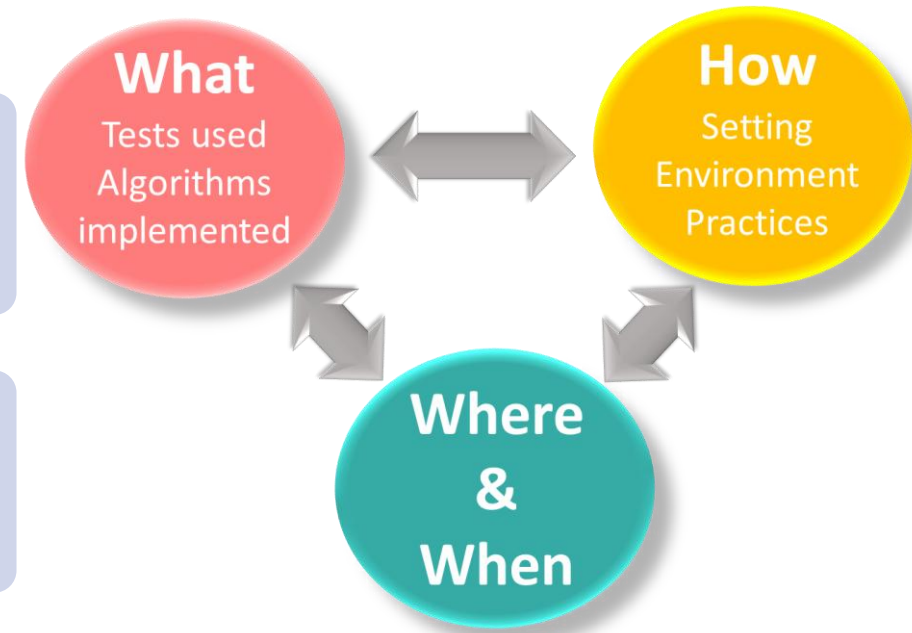 What
Tests used
Algorithms
implemented
How
Setting
Environment
Practices
Where
&
When